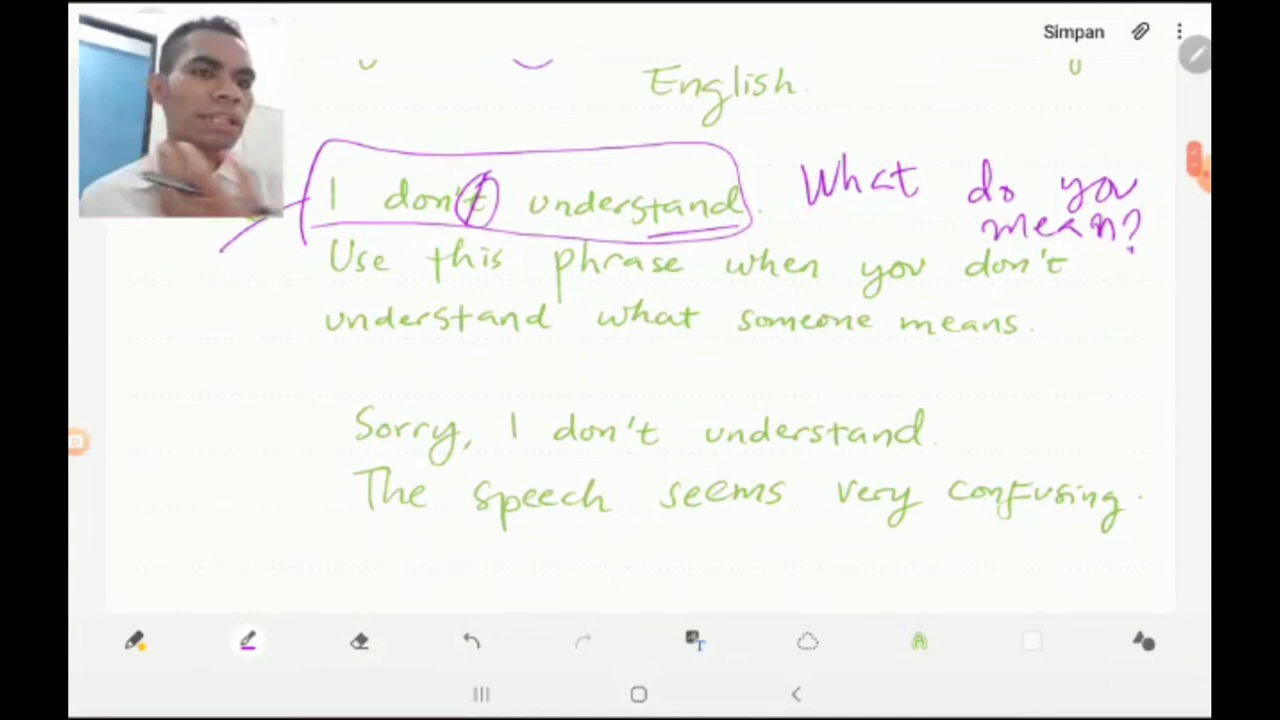 Simpan
English.
I don't understand. What do you
mean?
Use this phrase when you don't
understand what someone means.
Sorry, I don't understand.
The speech seems very confusing.